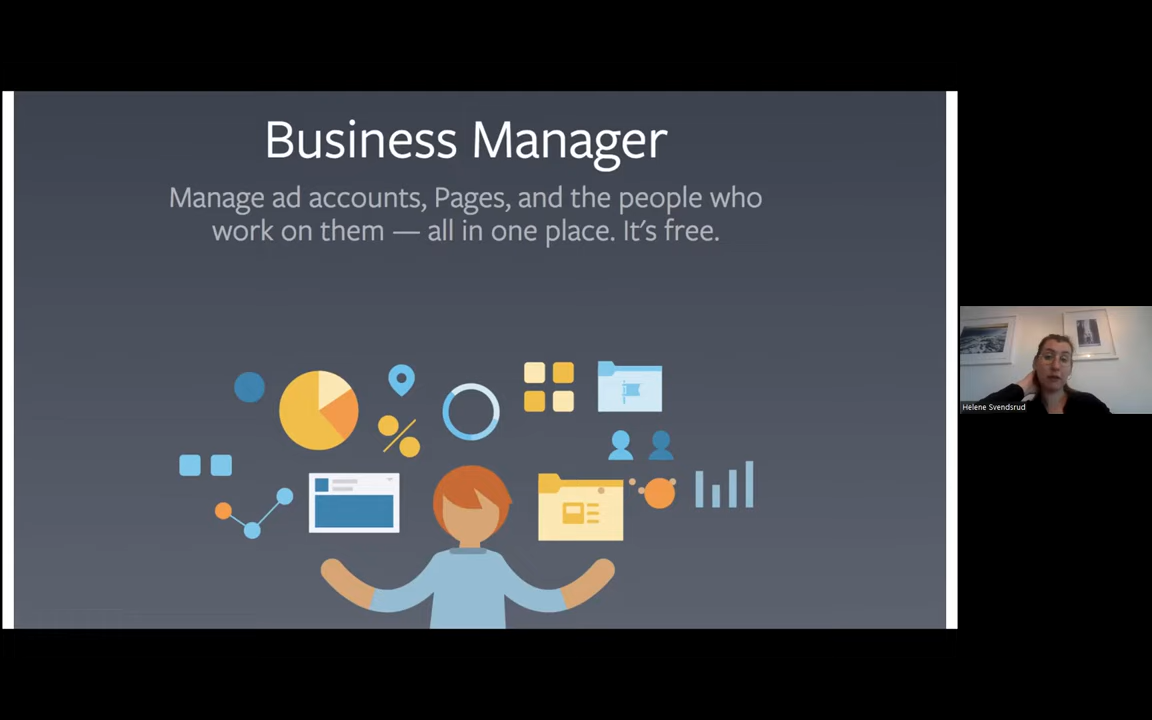 Business Manager
Manage ad accounts, Pages, and the people who
work on them — all in one place. It's free.
Helene Svendsrud